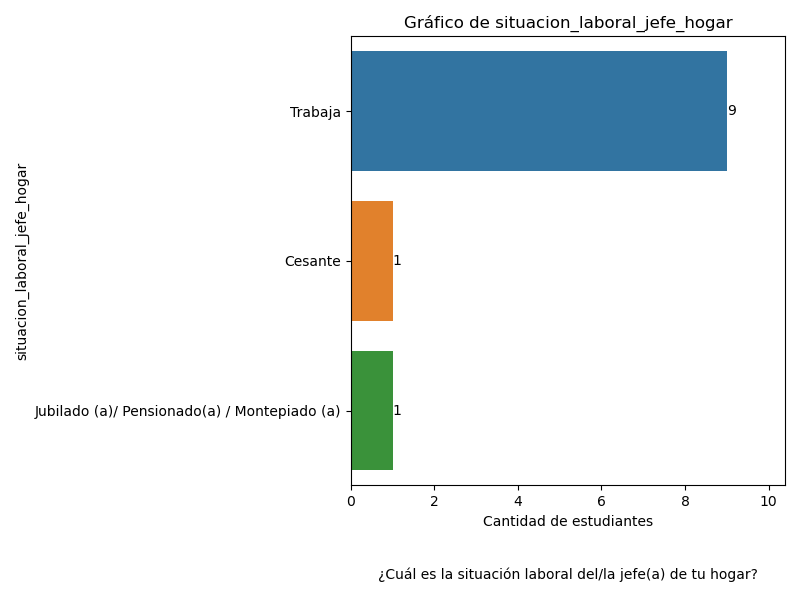 Gráfico de situacion_laboral_jefe_hogar
situacion_laboral_jefe_hogar
Trabaja
9
Cesante
1
Jubilado (a)/ Pensionado(a) / Montepiado (a)
1
0 2 4 6 8 10
Cantidad de estudiantes
¿Cuál es la situación laboral del/la jefe(a) de tu hogar?